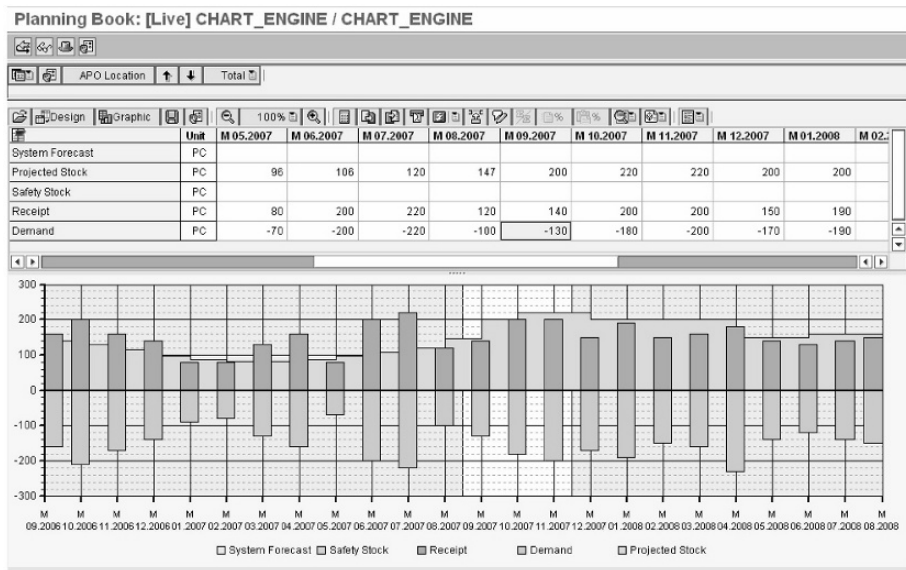 Planning Book: [Live] CHART_ENGINE / CHART_ENGINE
APO Location Total
Design Graphic 100%
Unit M 05.2007 M 06.2007 M 07.2007 M 08.2007 M 09.2007 M 10.2007 M 11.2007 M 12.2007 M 01.2008 M 02.
System Forecast PC
Projected Stock PC 96 106 120 147 200 220 220 200 200
Safety Stock PC
Receipt PC 80 200 220 120 140 200 200 150 190
Demand PC -70 -200 -220 -100 -130 -180 -200 -170 -190
300
200
100
0
-100
-200
-300
M M M M M M M M M M M M M M M M M M M M M M M M
09.2006 10.2006 11.2006 12.2006 01.2007 02.2007 03.2007 04.2007 05.2007 06.2007 07.2007 08.2007 09.2007 10.2007 11.2007 12.2007 01.2008 02.2008 03.2008 04.2008 05.2008 06.2008 07.2008 08.2008
System Forecast Safety Stock Receipt Demand Projected Stock